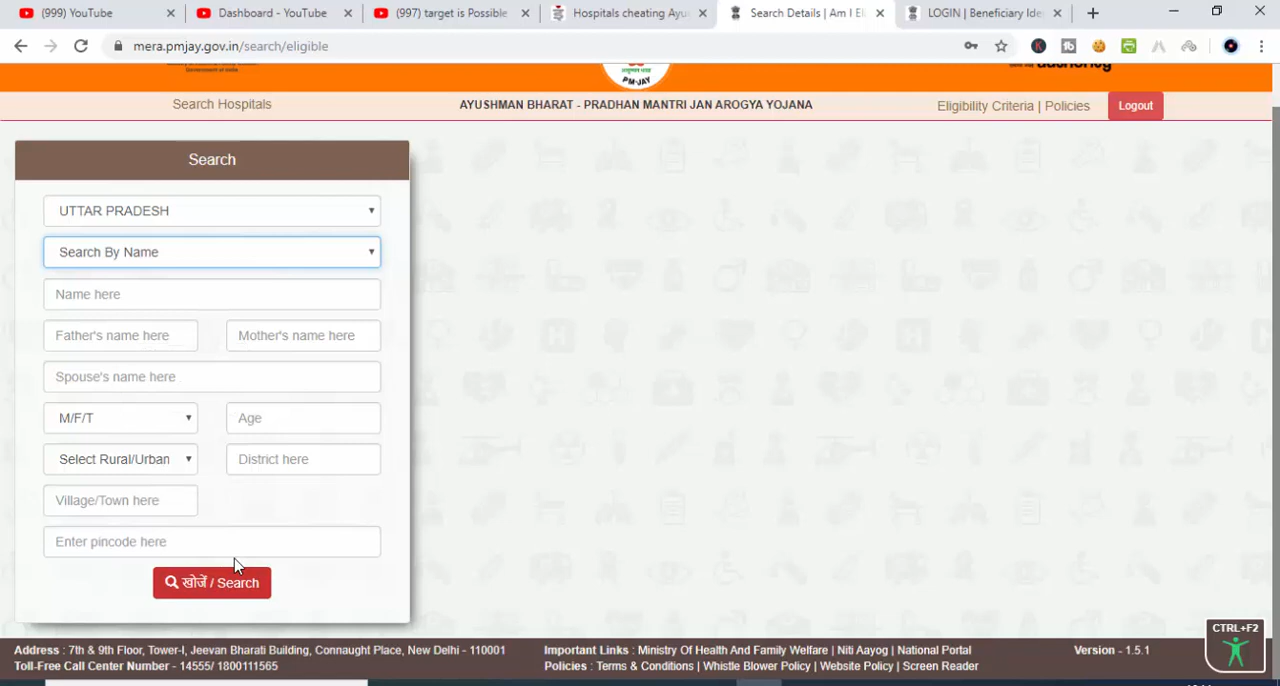 (999) YouTube
Dashboard - YouTube
(997) target is Possible
Hospitals cheating Ayu
Search Details | Am I El
LOGIN | Beneficiary Ide
mera.pmjay.gov.in/search/eligible
Government of India
PM-JAY
Search Hospitals
AYUSHMAN BHARAT - PRADHAN MANTRI JAN AROGYA YOJANA
Eligibility Criteria | Policies
Logout
Search
UTTAR PRADESH
Search By Name
Name here
Father's name here
Mother's name here
Spouse's name here
M/F/T
Age
Select Rural/Urban
District here
Village/Town here
Enter pincode here
खोजें / Search
CTRL+F2
Address : 7th & 9th Floor, Tower-I, Jeevan Bharati Building, Connaught Place, New Delhi - 110001
Important Links : Ministry Of Health And Family Welfare | Niti Aayog | National Portal
Version - 1.5.1
Toll-Free Call Center Number - 14555/ 1800111565
Policies : Terms & Conditions | Whistle Blower Policy | Website Policy | Screen Reader